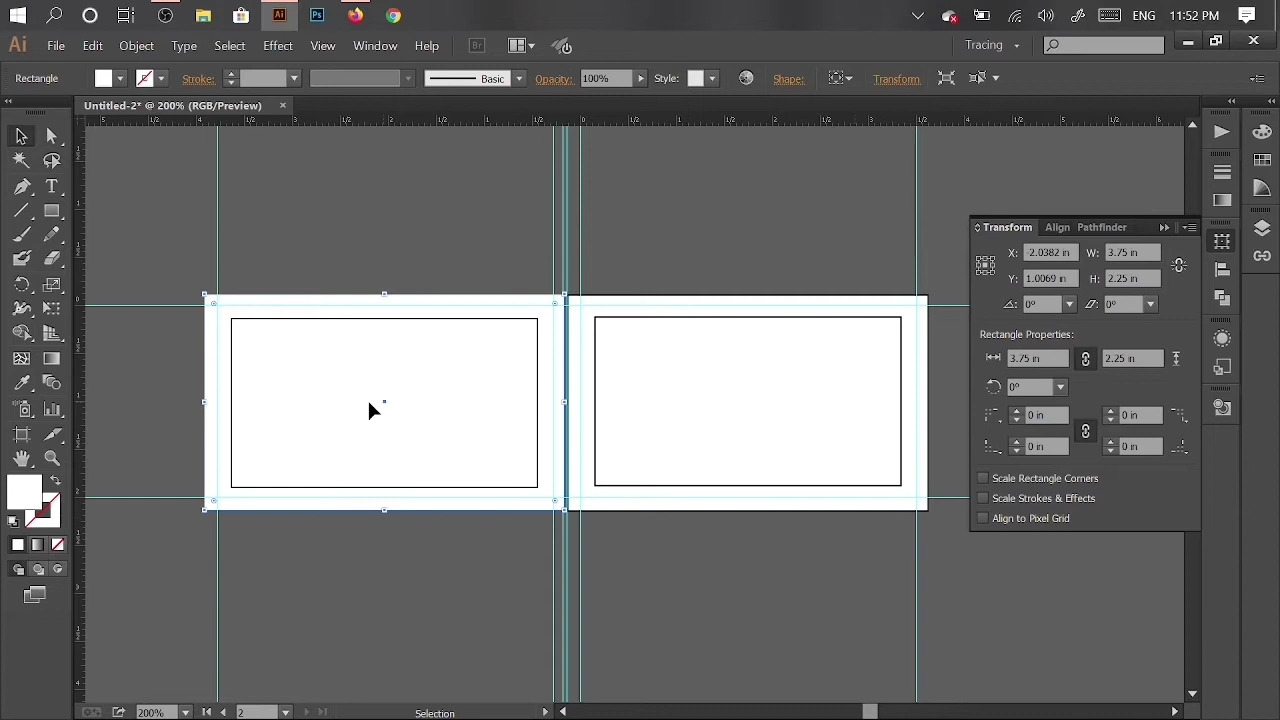 ENG 11:52 PM
Ai File Edit Object Type Select Effect View Window Help Br Tracing
Rectangle Stroke: Basic Opacity: 100% Style: Shape: Transform
Untitled-2* @ 200% (RGB/Preview) ×
Transform Align Pathfinder
X: -2.0382 in W: 3.75 in
Y: 1.0069 in H: 2.25 in
0° 0°
Rectangle Properties:
3.75 in 2.25 in
0°
0 in 0 in
0 in 0 in
Scale Rectangle Corners
Scale Strokes & Effects
Align to Pixel Grid
200% 2 Selection